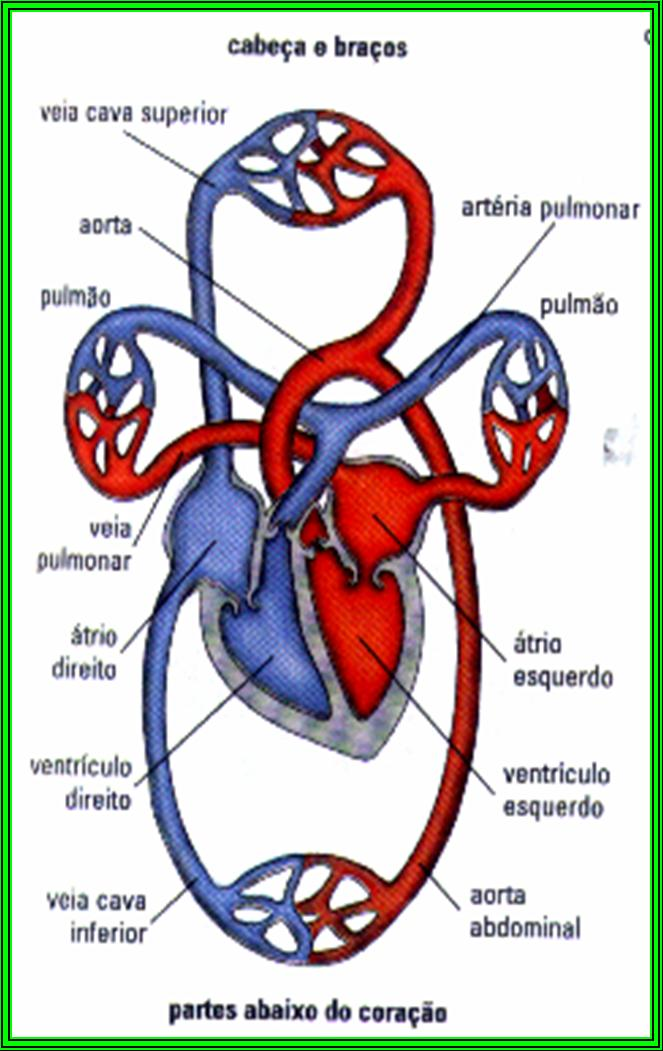 cabeça e braços
veia cava superior
artéria pulmonar
aorta
pulmão
pulmão
veia
pulmonar
átrio
direito
átrio
esquerdo
ventrículo
direito
ventrículo
esquerdo
veia cava
inferior
aorta
abdominal
partes abaixo do coração